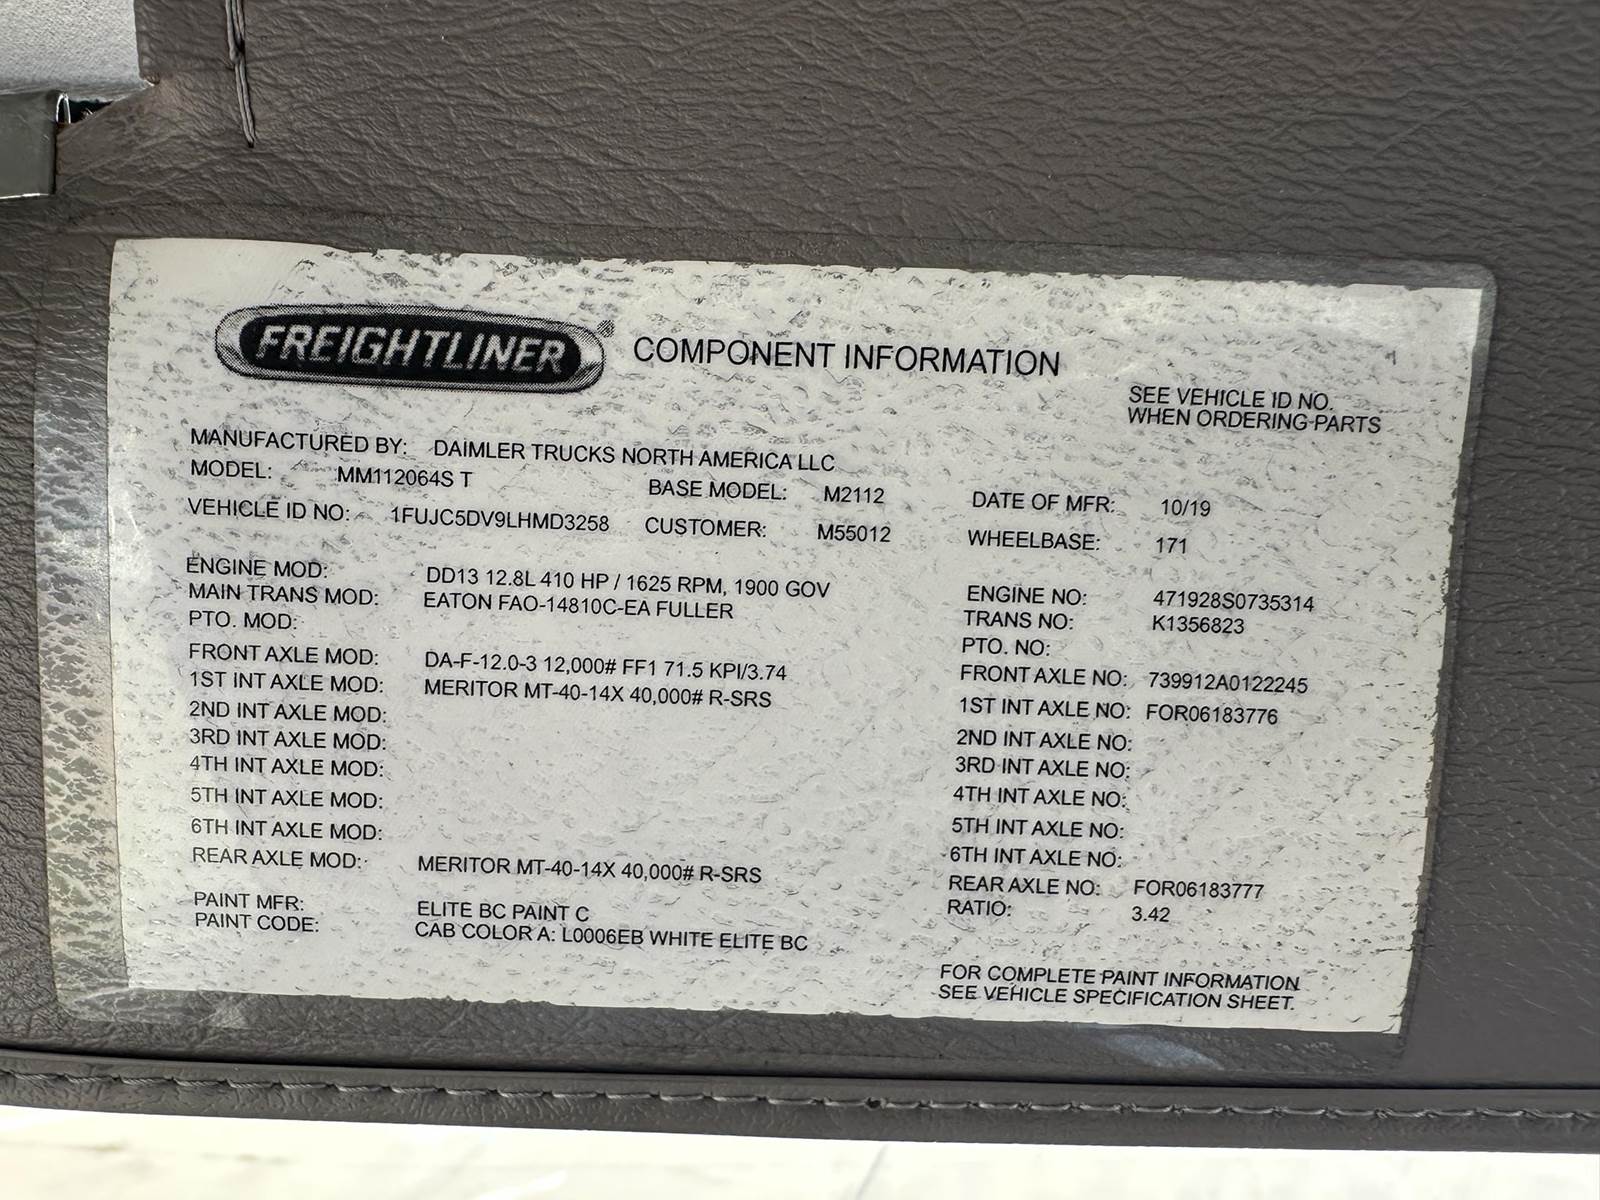 FREIGHTLINER® COMPONENT INFORMATION
SEE VEHICLE ID NO.
WHEN ORDERING PARTS
MANUFACTURED BY: DAIMLER TRUCKS NORTH AMERICA LLC
MODEL: MM112064S T BASE MODEL: M2112 DATE OF MFR: 10/19
VEHICLE ID NO: 1FUJC5DV9LHMD3258 CUSTOMER: M55012 WHEELBASE: 171
ENGINE MOD: DD13 12.8L 410 HP / 1625 RPM, 1900 GOV ENGINE NO: 471928S0735314
MAIN TRANS MOD: EATON FAO-14810C-EA FULLER TRANS NO: K1356823
PTO. MOD: PTO. NO:
FRONT AXLE MOD: DA-F-12.0-3 12,000# FF1 71.5 KPI/3.74 FRONT AXLE NO: 739912A0122245
1ST INT AXLE MOD: MERITOR MT-40-14X 40,000# R-SRS 1ST INT AXLE NO: FOR06183776
2ND INT AXLE MOD: 2ND INT AXLE NO:
3RD INT AXLE MOD: 3RD INT AXLE NO:
4TH INT AXLE MOD: 4TH INT AXLE NO:
5TH INT AXLE MOD: 5TH INT AXLE NO:
6TH INT AXLE MOD: 6TH INT AXLE NO:
REAR AXLE MOD: MERITOR MT-40-14X 40,000# R-SRS REAR AXLE NO: FOR06183777
RATIO: 3.42
PAINT MFR: ELITE BC PAINT C
PAINT CODE: CAB COLOR A: L0006EB WHITE ELITE BC
FOR COMPLETE PAINT INFORMATION
SEE VEHICLE SPECIFICATION SHEET.